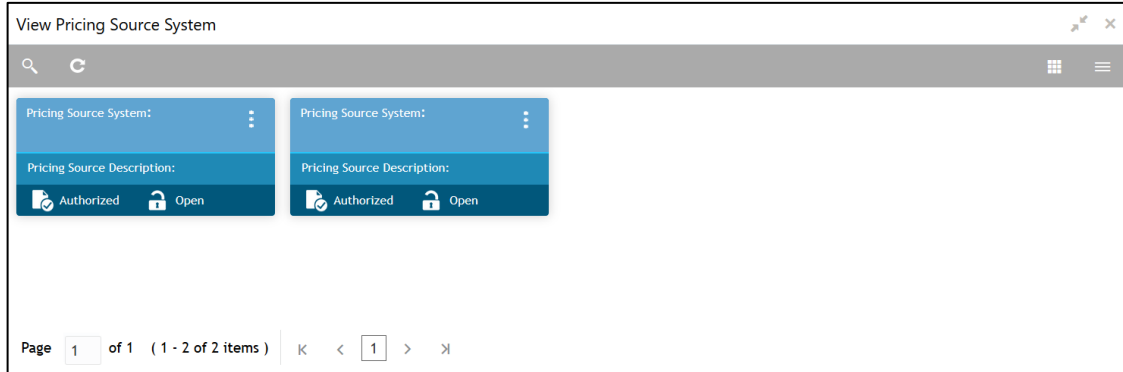 View Pricing Source System
Pricing Source System:
Pricing Source Description:
Authorized Open
Pricing Source System:
Pricing Source Description:
Authorized Open
Page 1 of 1 ( 1 - 2 of 2 items ) 1